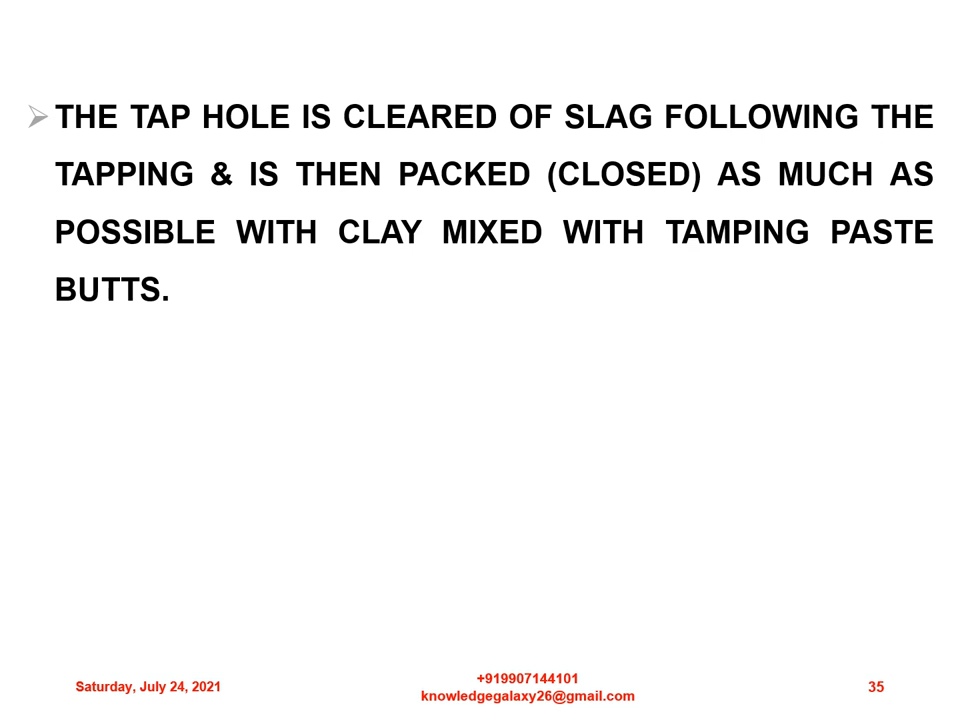 THE TAP HOLE IS CLEARED OF SLAG FOLLOWING THE
TAPPING & IS THEN PACKED (CLOSED) AS MUCH AS
POSSIBLE WITH CLAY MIXED WITH TAMPING PASTE
BUTTS.
Saturday, July 24, 2021
+919907144101
knowledgegalaxy26@gmail.com
35